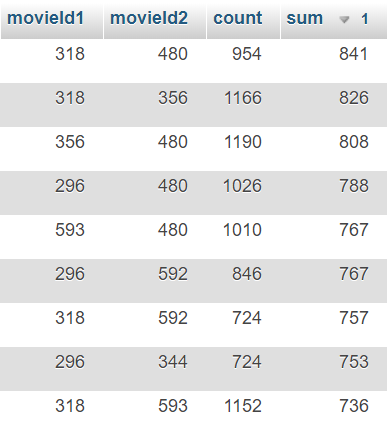 movieId1 movieId2 count sum 1
318 480 954 841
318 356 1166 826
356 480 1190 808
296 480 1026 788
593 480 1010 767
296 592 846 767
318 592 724 757
296 344 724 753
318 593 1152 736